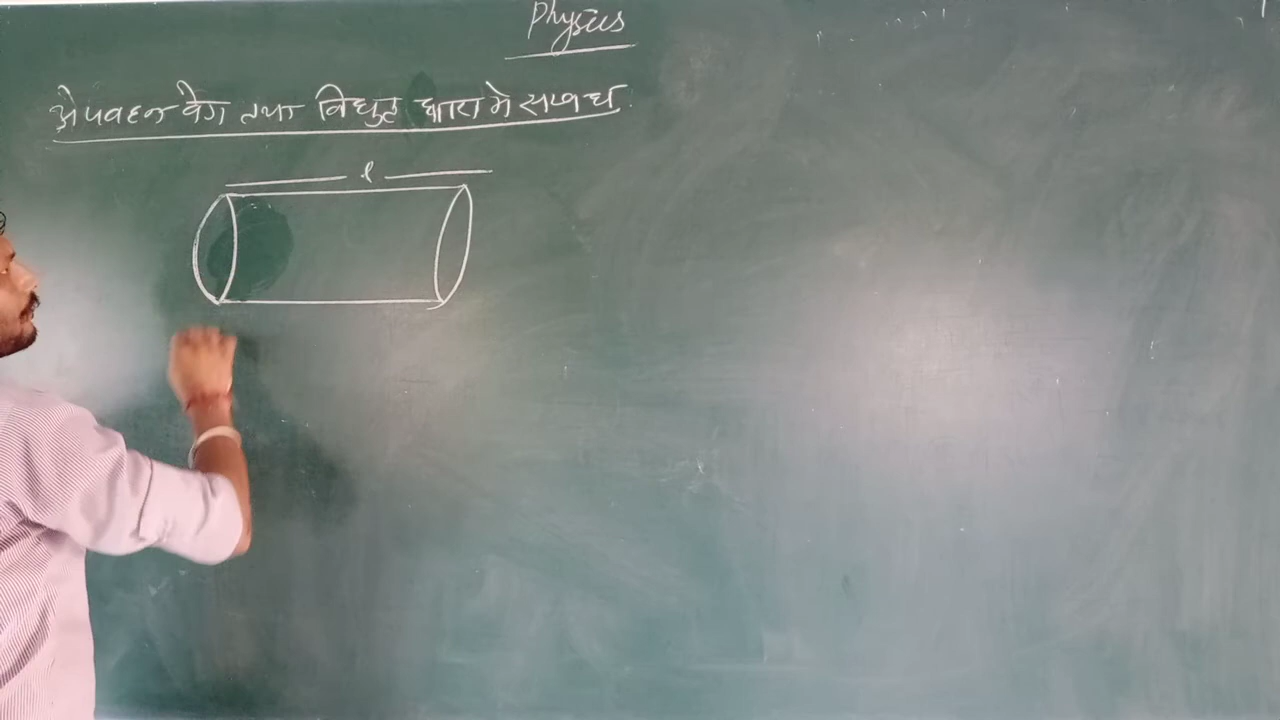 Physics
अपवहन वेग तथा विधुत धारा मे सम्बन्ध
l